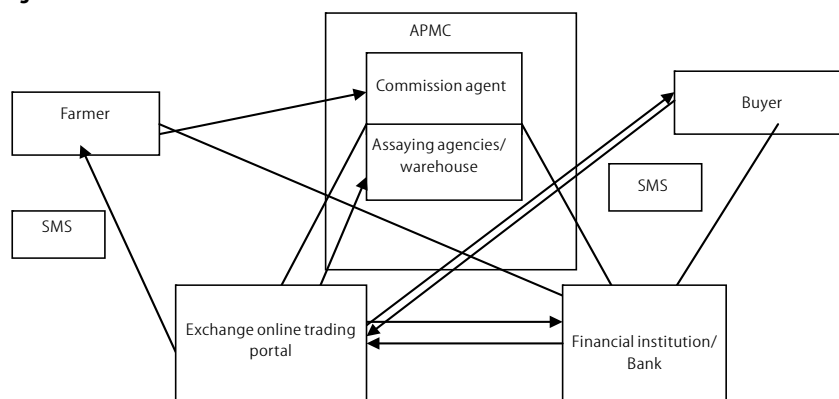 APMC
Commission agent
Farmer
Buyer
Assaying agencies/
warehouse
SMS
SMS
Exchange online trading
portal
Financial institution/
Bank